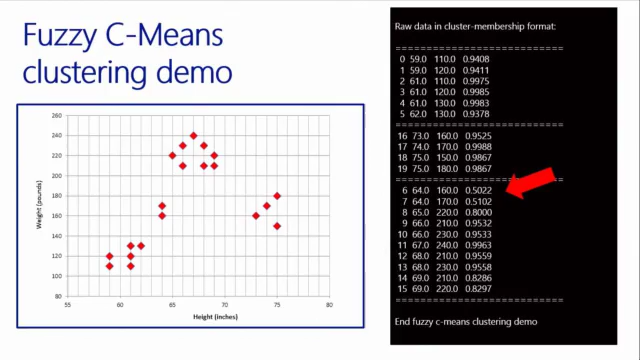 Fuzzy C-Means
clustering demo
260
240
220
200
180
160
140
120
100
80
55
60
65
70
75
80
Weight (pounds)
Height (inches)
Raw data in cluster-membership format:
==============================
0 59.0 110.0 0.9408
1 59.0 120.0 0.9411
2 61.0 110.0 0.9975
3 61.0 120.0 0.9985
4 61.0 130.0 0.9983
5 62.0 130.0 0.9378
==============================
16 73.0 160.0 0.9525
17 74.0 170.0 0.9988
18 75.0 150.0 0.9867
19 75.0 180.0 0.9867
==============================
6 64.0 160.0 0.5022
7 64.0 170.0 0.5102
8 65.0 220.0 0.8000
9 66.0 210.0 0.9532
10 66.0 230.0 0.9533
11 67.0 240.0 0.9963
12 68.0 210.0 0.9559
13 68.0 230.0 0.9558
14 69.0 210.0 0.8286
15 69.0 220.0 0.8297
==============================
End fuzzy c-means clustering demo